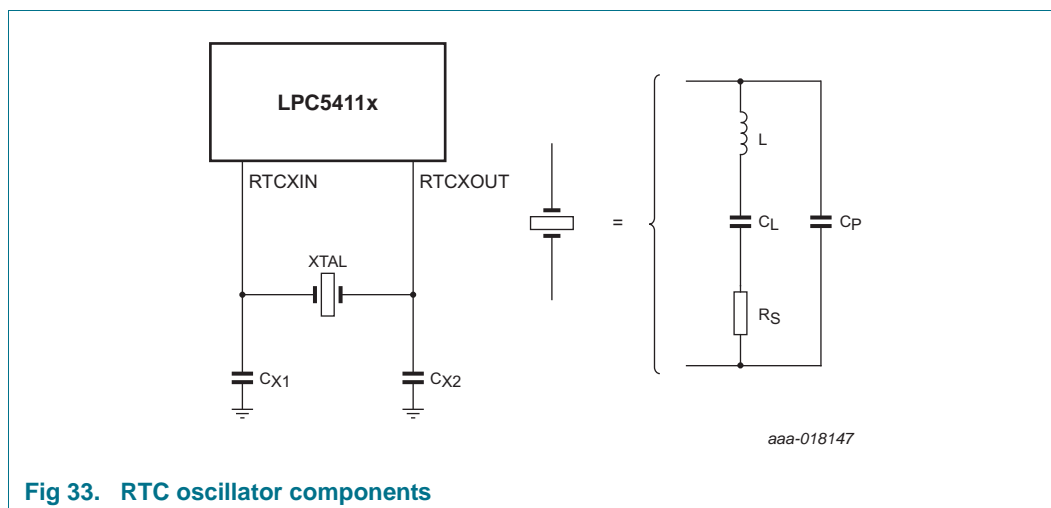 LPC5411x
RTCXIN
RTCXOUT
XTAL
CX1
CX2
=
L
CL
CP
RS
aaa-018147
Fig 33. RTC oscillator components